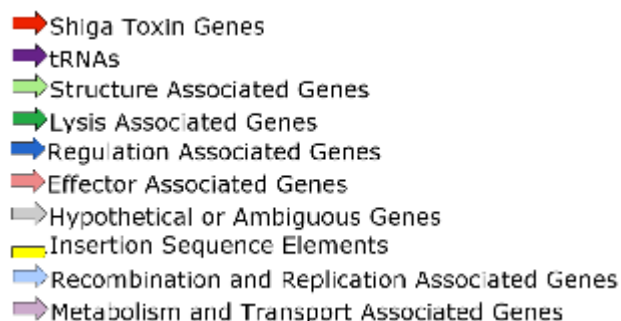 Shiga Toxin Genes
tRNAs
Structure Associated Genes
Lysis Associated Genes
Regulation Associated Genes
Effector Associated Genes
Hypothetical or Ambiguous Genes
Insertion Sequence Elements
Recombination and Replication Associated Genes
Metabolism and Transport Associated Genes